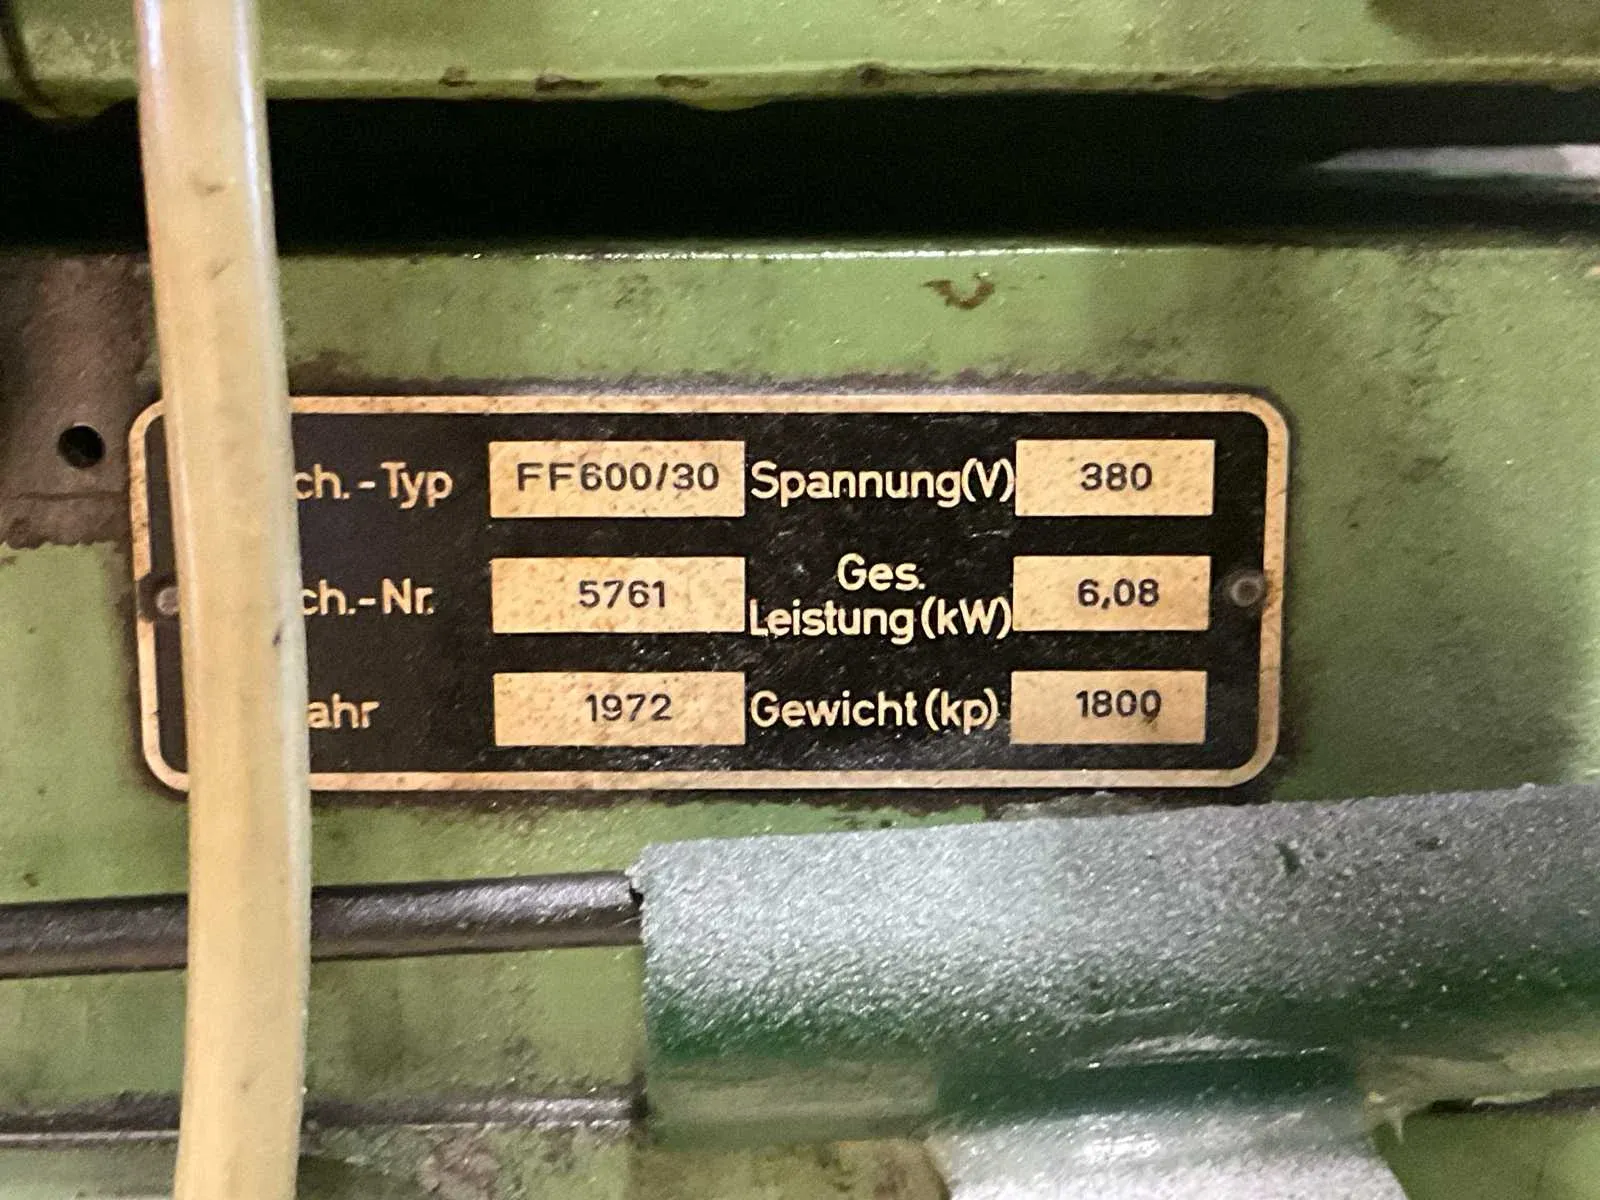 ch.-Typ FF600/30 Spannung(V) 380
ch.-Nr. 5761 Ges. Leistung(kW) 6,08
ahr 1972 Gewicht(kp) 1800